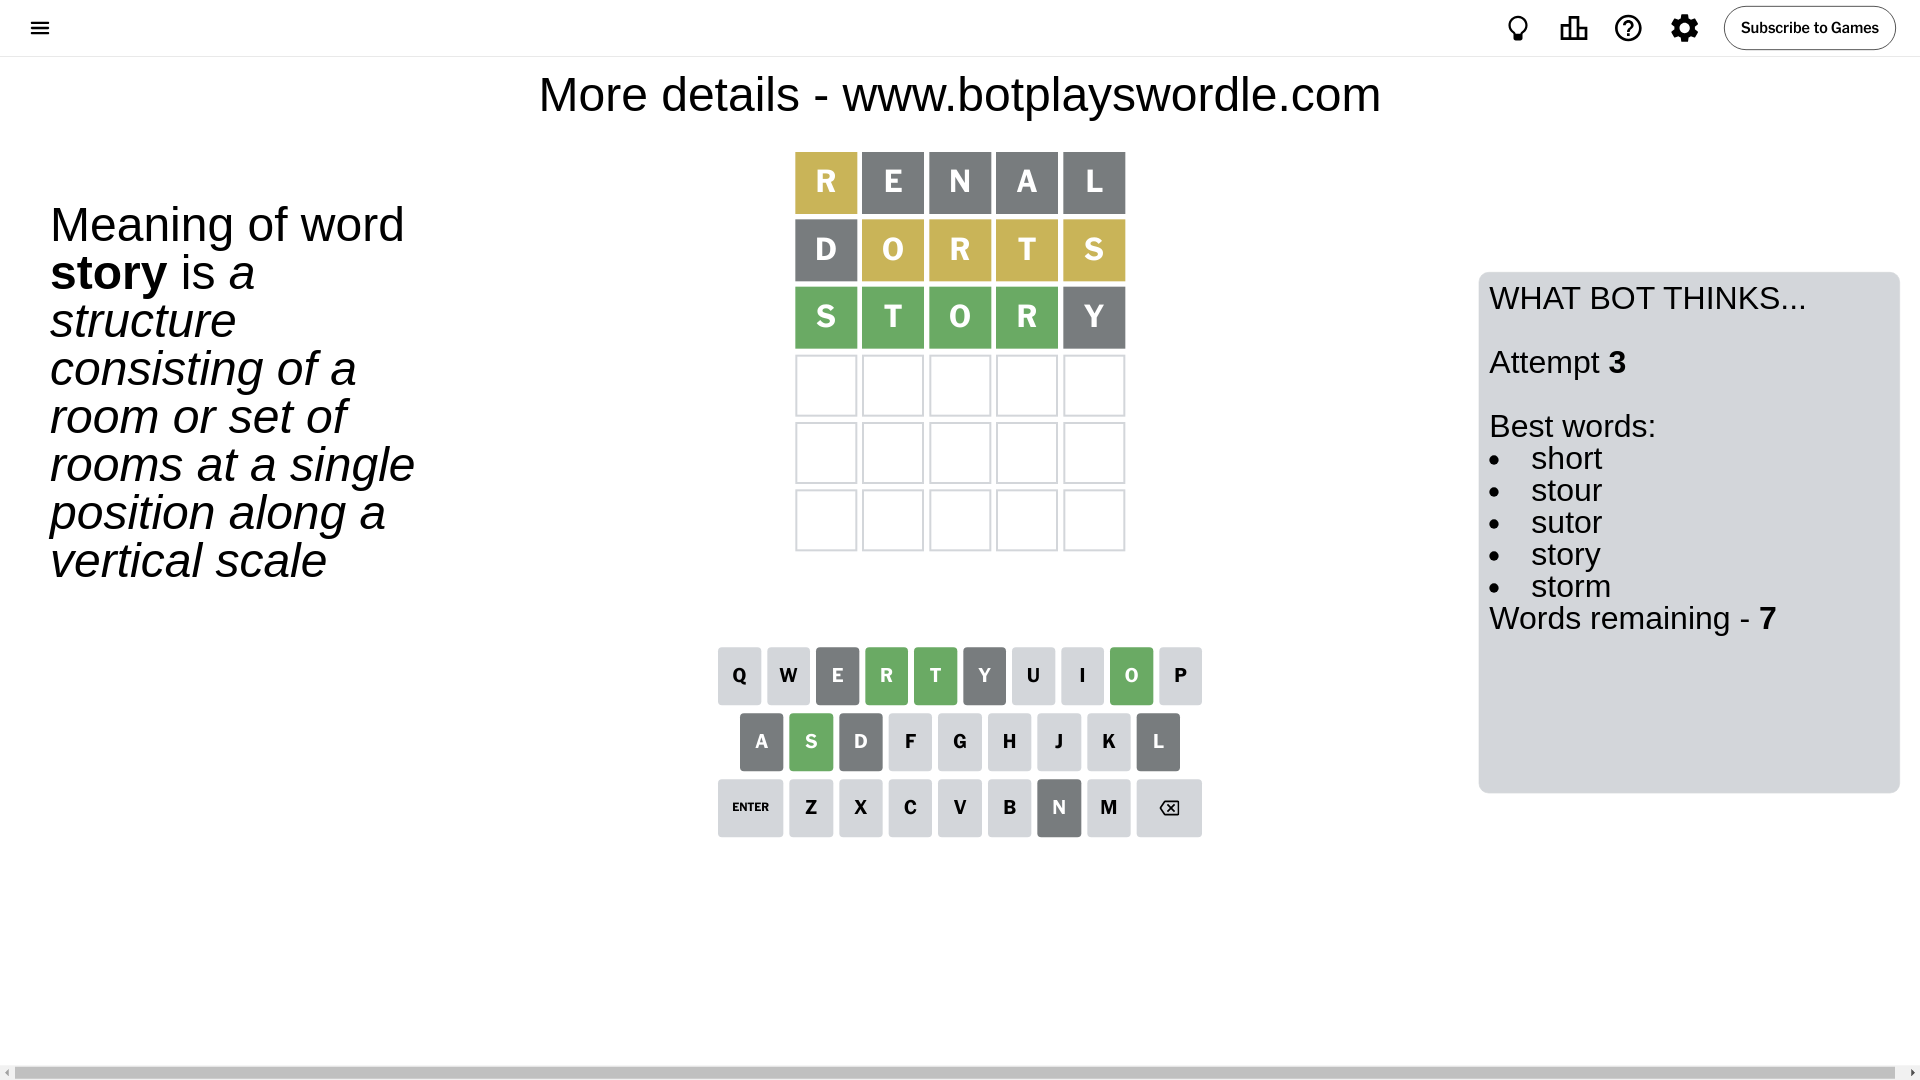 Subscribe to Games
More details - www.botplayswordle.com
Meaning of word
story is a
structure
consisting of a
room or set of
rooms at a single
position along a
vertical scale
R E N A L
D O R T S
S T O R Y
WHAT BOT THINKS...
Attempt 3
Best words:
• short
• stour
• sutor
• story
• storm
Words remaining - 7
Q W E R T Y U I O P
A S D F G H J K L
ENTER Z X C V B N M